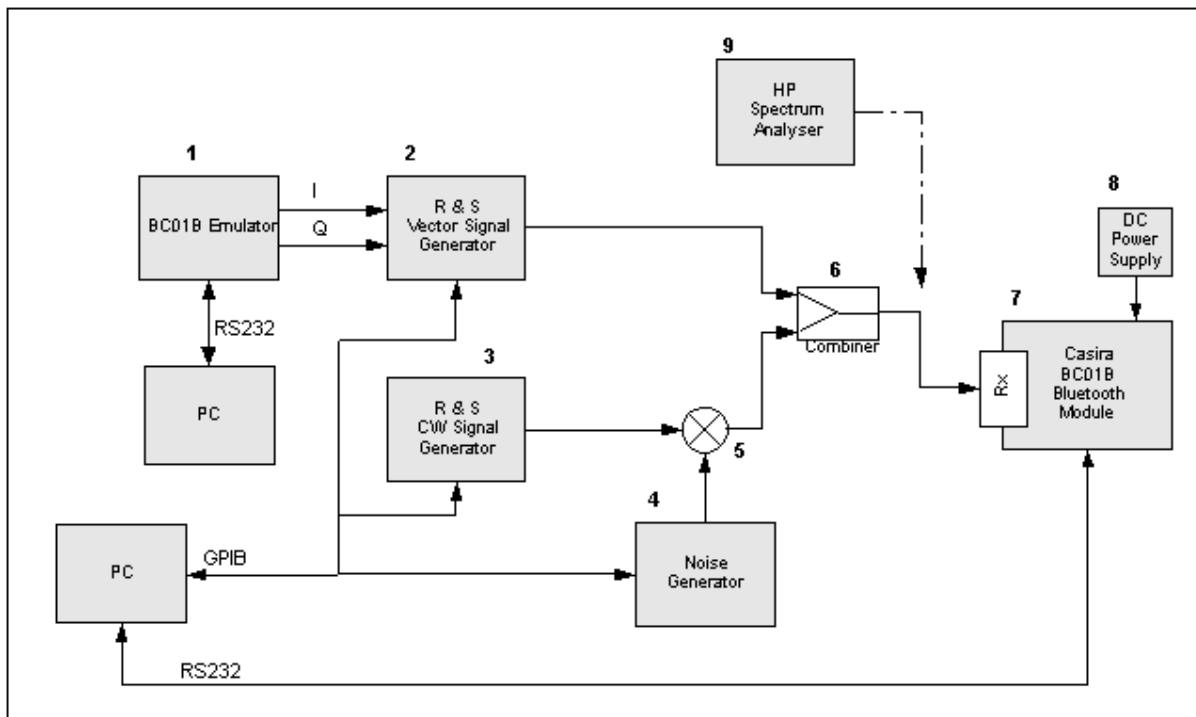 9
HP
Spectrum
Analyser
1
2
8
I
Q
BC01B Emulator
R & S
Vector Signal
Generator
DC
Power
Supply
6
7
RS232
Combiner
3
Rx
Casira
BC01B
Bluetooth
Module
PC
R & S
CW Signal
Generator
5
4
GPIB
PC
Noise
Generator
RS232